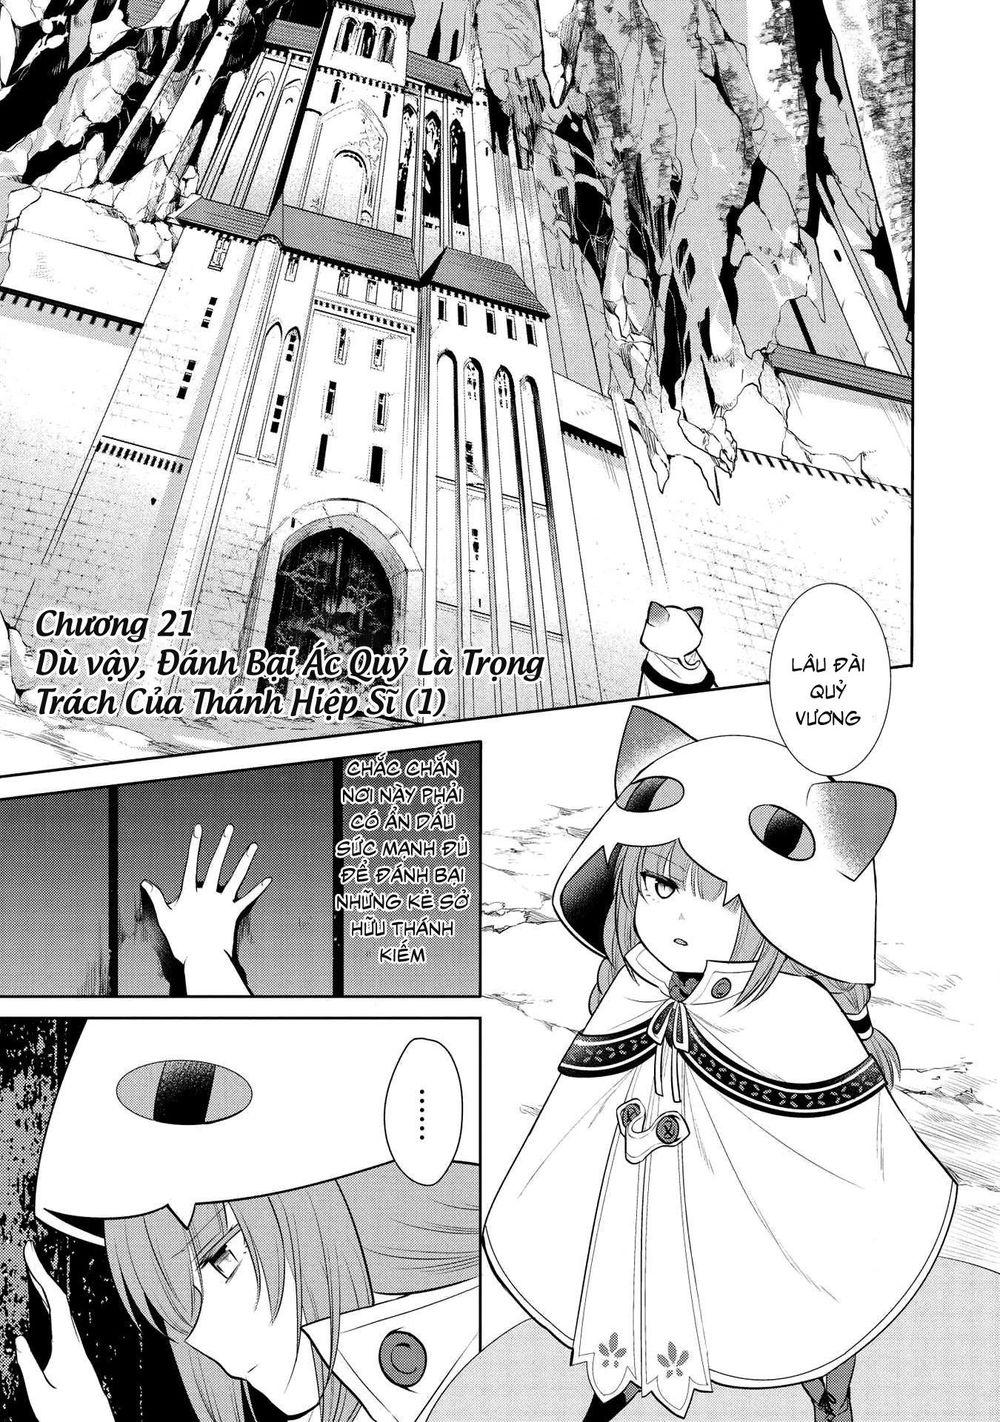 Chương 21
Dù vậy, Đánh Bại Ác Quỷ Là Trọng
Trách Của Thánh Hiệp Sĩ (1)
LÂU ĐÀI
QUỶ
VƯƠNG
CHẮC CHẮN
NƠI NÀY PHẢI
CÓ ẨN DẤU
SỨC MẠNH ĐỦ
ĐỂ ĐÁNH BẠI
NHỮNG KẺ SỞ
HỮU THÁNH
KIẾM
......